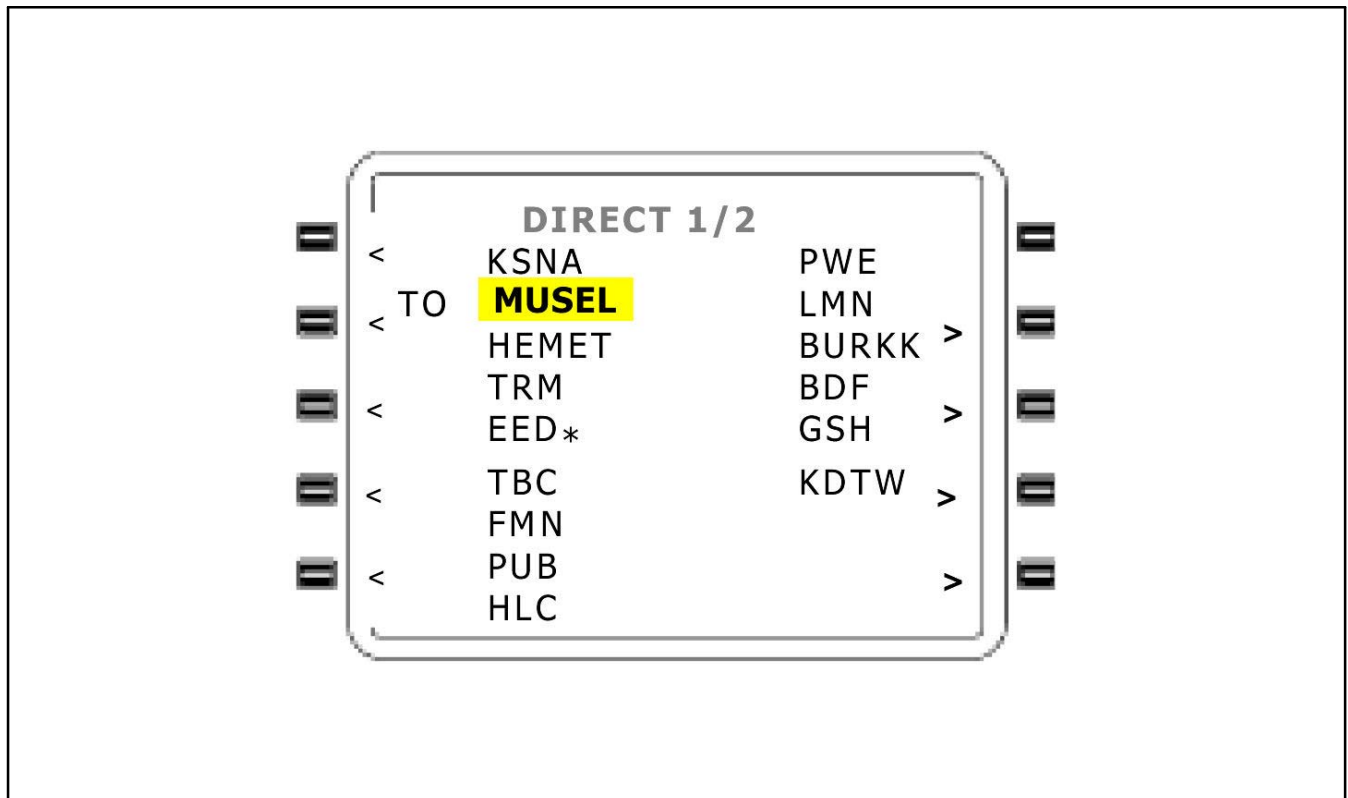 DIRECT 1/2
< KSNA PWE
< TO MUSEL LMN
HEMET BURKK >
< TRM BDF
EED* GSH >
< TBC KDTW >
FMN
< PUB >
HLC